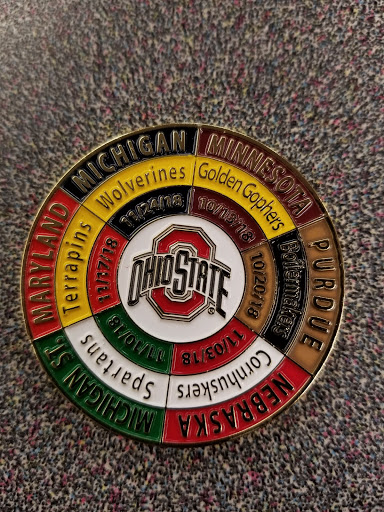 MICHIGAN
Wolverines
11/24/18
MINNESOTA
Golden Gophers
10/13/18
PURDUE
Boilermakers
10/20/18
NEBRASKA
Cornhuskers
11/03/18
MICHIGAN ST.
Spartans
11/10/18
MARYLAND
Terrapins
11/17/18
OHIO STATE